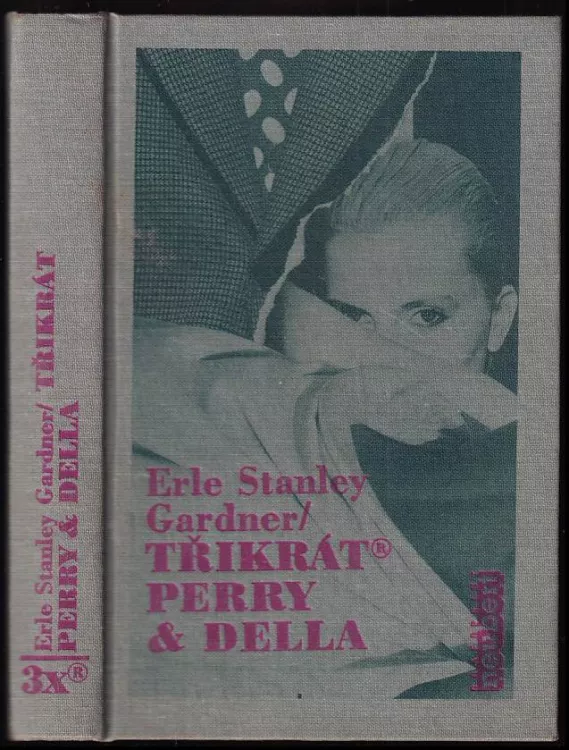 Erle Stanley
Gardner/
TŘIKRÁT®
PERRY
& DELLA
3x®
Erle Stanley Gardner/ TŘIKRÁT
PERRY & DELLA